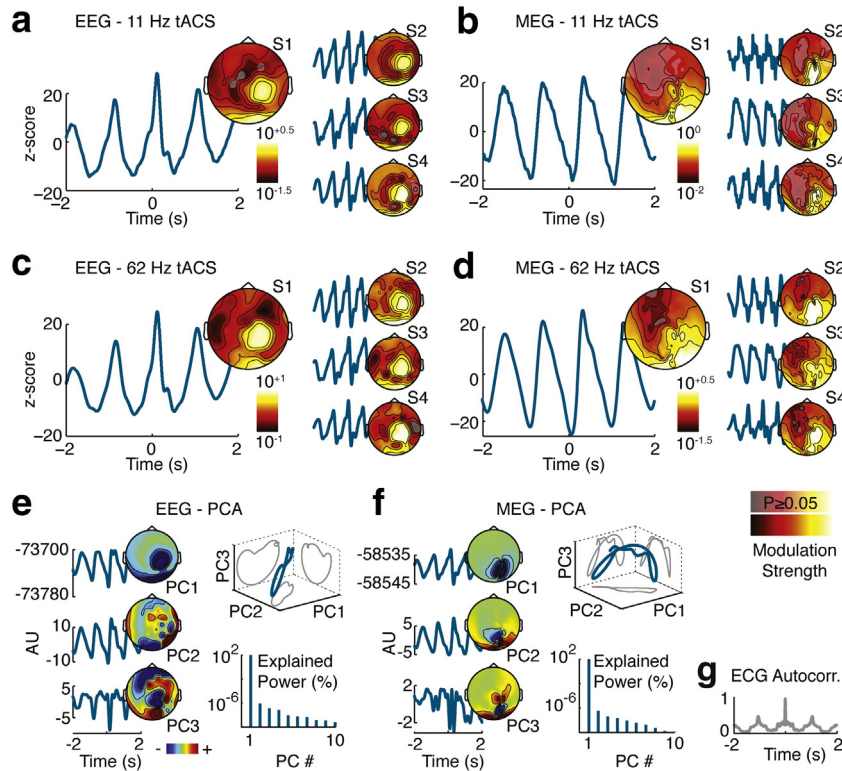 a EEG - 11 Hz tACS
S1
z-score
20
0
-20
-2 0 2
Time (s)
10+0.5
10-1.5
S2
S3
S4
b MEG - 11 Hz tACS
S1
20
0
-20
-2 0 2
Time (s)
10^0
10-2
S2
S3
S4
c EEG - 62 Hz tACS
S1
z-score
20
0
-20
-2 0 2
Time (s)
10+1
10-1
S2
S3
S4
d MEG - 62 Hz tACS
S1
20
0
-20
-2 0 2
Time (s)
10+0.5
10-1.5
S2
S3
S4
e EEG - PCA
-73700
-73780
PC1
AU
10
-10
PC2
5
-5
PC3
-2 2
Time (s)
- +
PC3
PC2 PC1
10^2
10-6
Explained
Power (%)
1 10
PC #
f MEG - PCA
-58535
-58545
PC1
5
-5
PC2
2
-2
PC3
-2 2
Time (s)
PC3
PC2 PC1
10^2
10-6
Explained
Power (%)
1 10
PC #
P≥0.05
Modulation
Strength
g ECG Autocorr.
1
0
-2 0 2
Time (s)